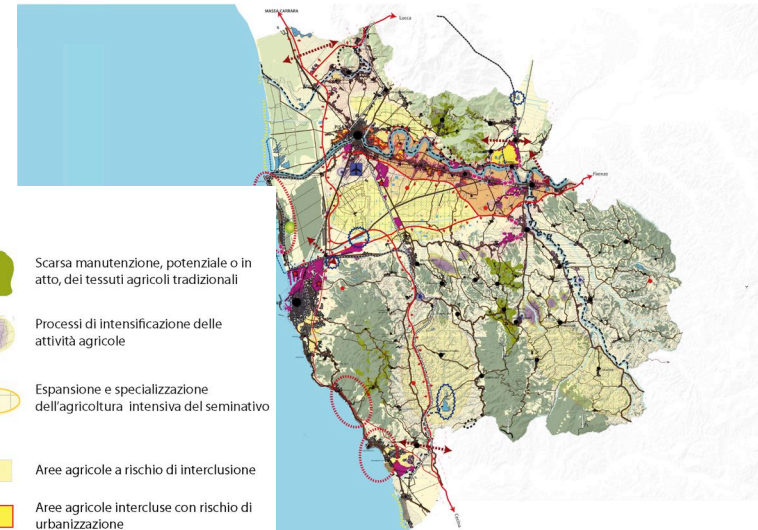 MASSA CARRARA
Lucca
Firenze
Scarsa manutenzione, potenziale o in
atto, dei tessuti agricoli tradizionali
Processi di intensificazione delle
attività agricole
Espansione e specializzazione
dell'agricoltura intensiva del seminativo
Aree agricole a rischio di interclusione
Aree agricole intercluse con rischio di
urbanizzazione
Cecina